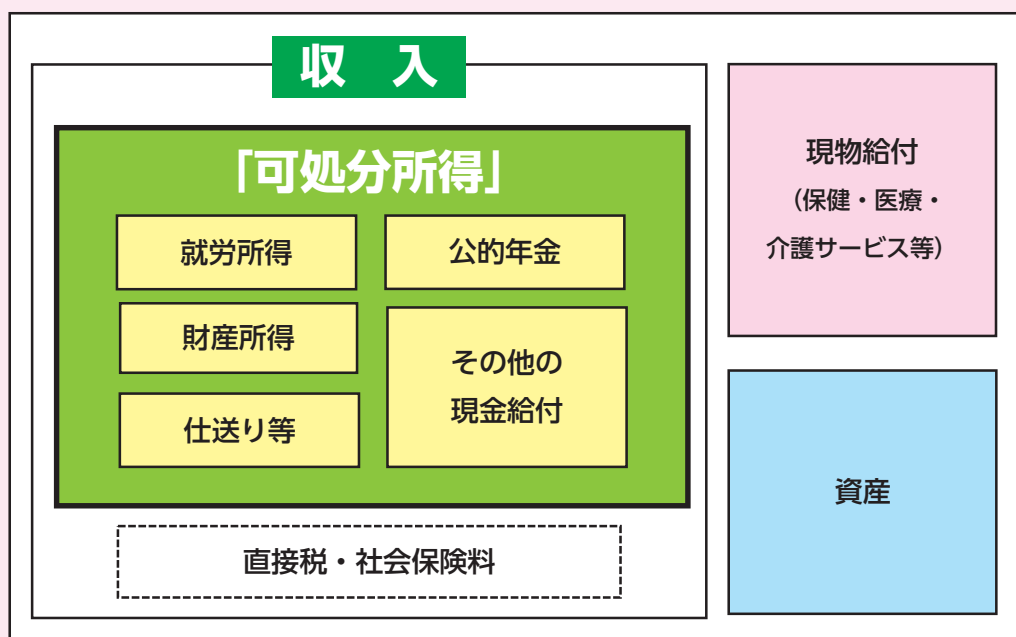 収　入
「可処分所得」
就労所得
公的年金
財産所得
その他の
現金給付
仕送り等
直接税・社会保険料
現物給付
（保健・医療・
介護サービス等）
資産